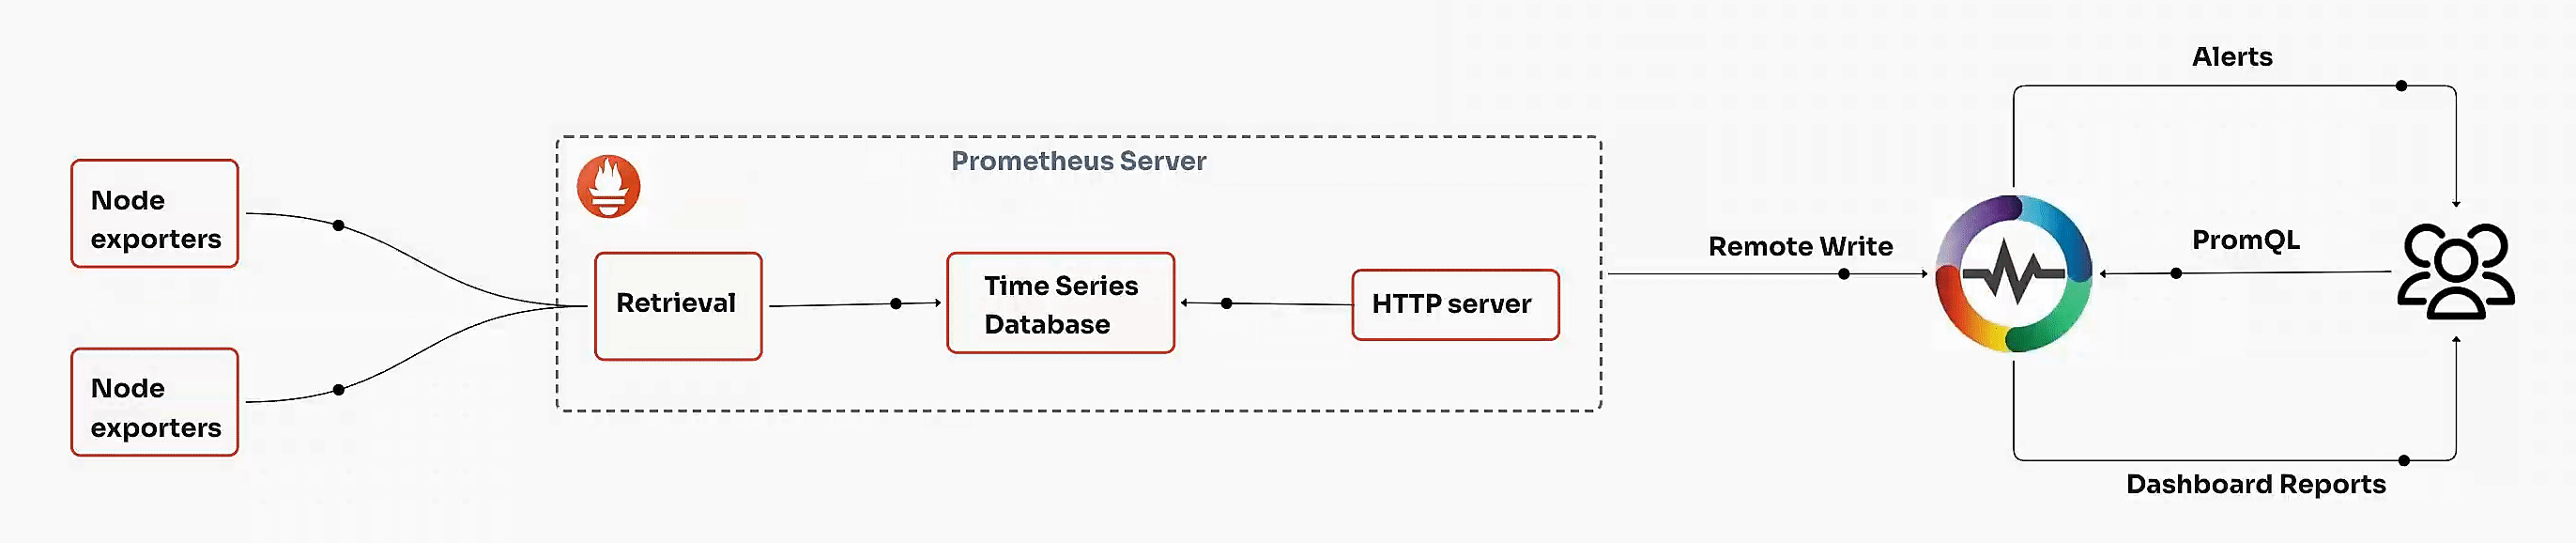 Node
exporters
Node
exporters
Prometheus Server
Retrieval
Time Series
Database
HTTP server
Remote Write
Alerts
PromQL
Dashboard Reports